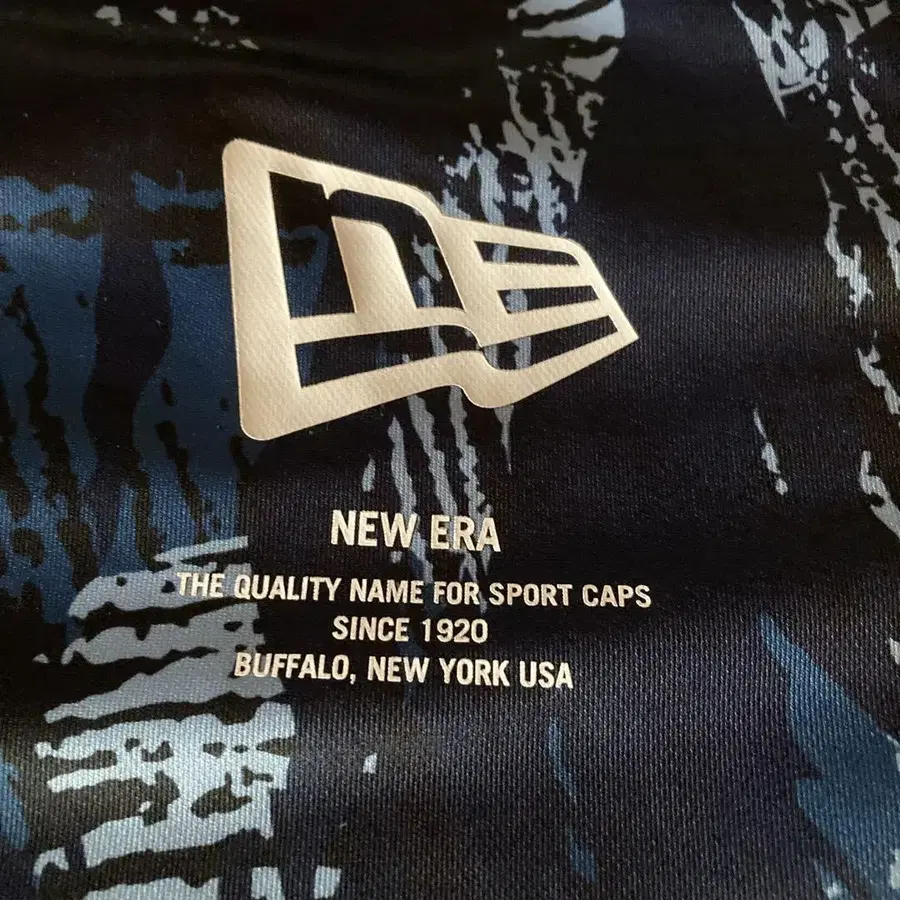 NEW ERA
THE QUALITY NAME FOR SPORT CAPS
SINCE 1920
BUFFALO, NEW YORK USA